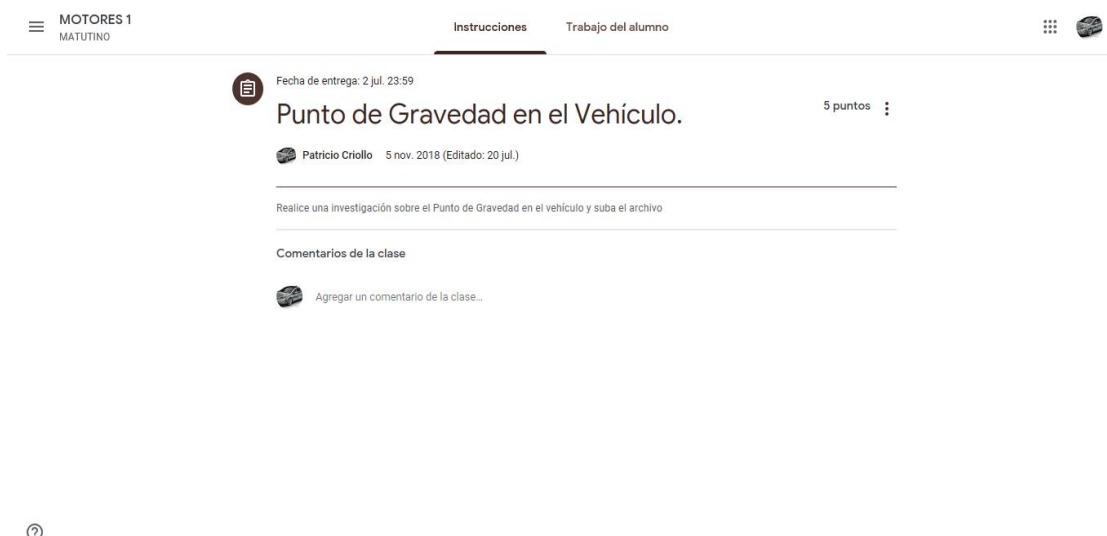 MOTORES 1
MATUTINO
Instrucciones
Trabajo del alumno
Fecha de entrega: 2 jul. 23:59
Punto de Gravedad en el Vehículo.
5 puntos
Patricio Criollo 5 nov. 2018 (Editado: 20 jul.)
Realice una investigación sobre el Punto de Gravedad en el vehículo y suba el archivo
Comentarios de la clase
Agregar un comentario de la clase...